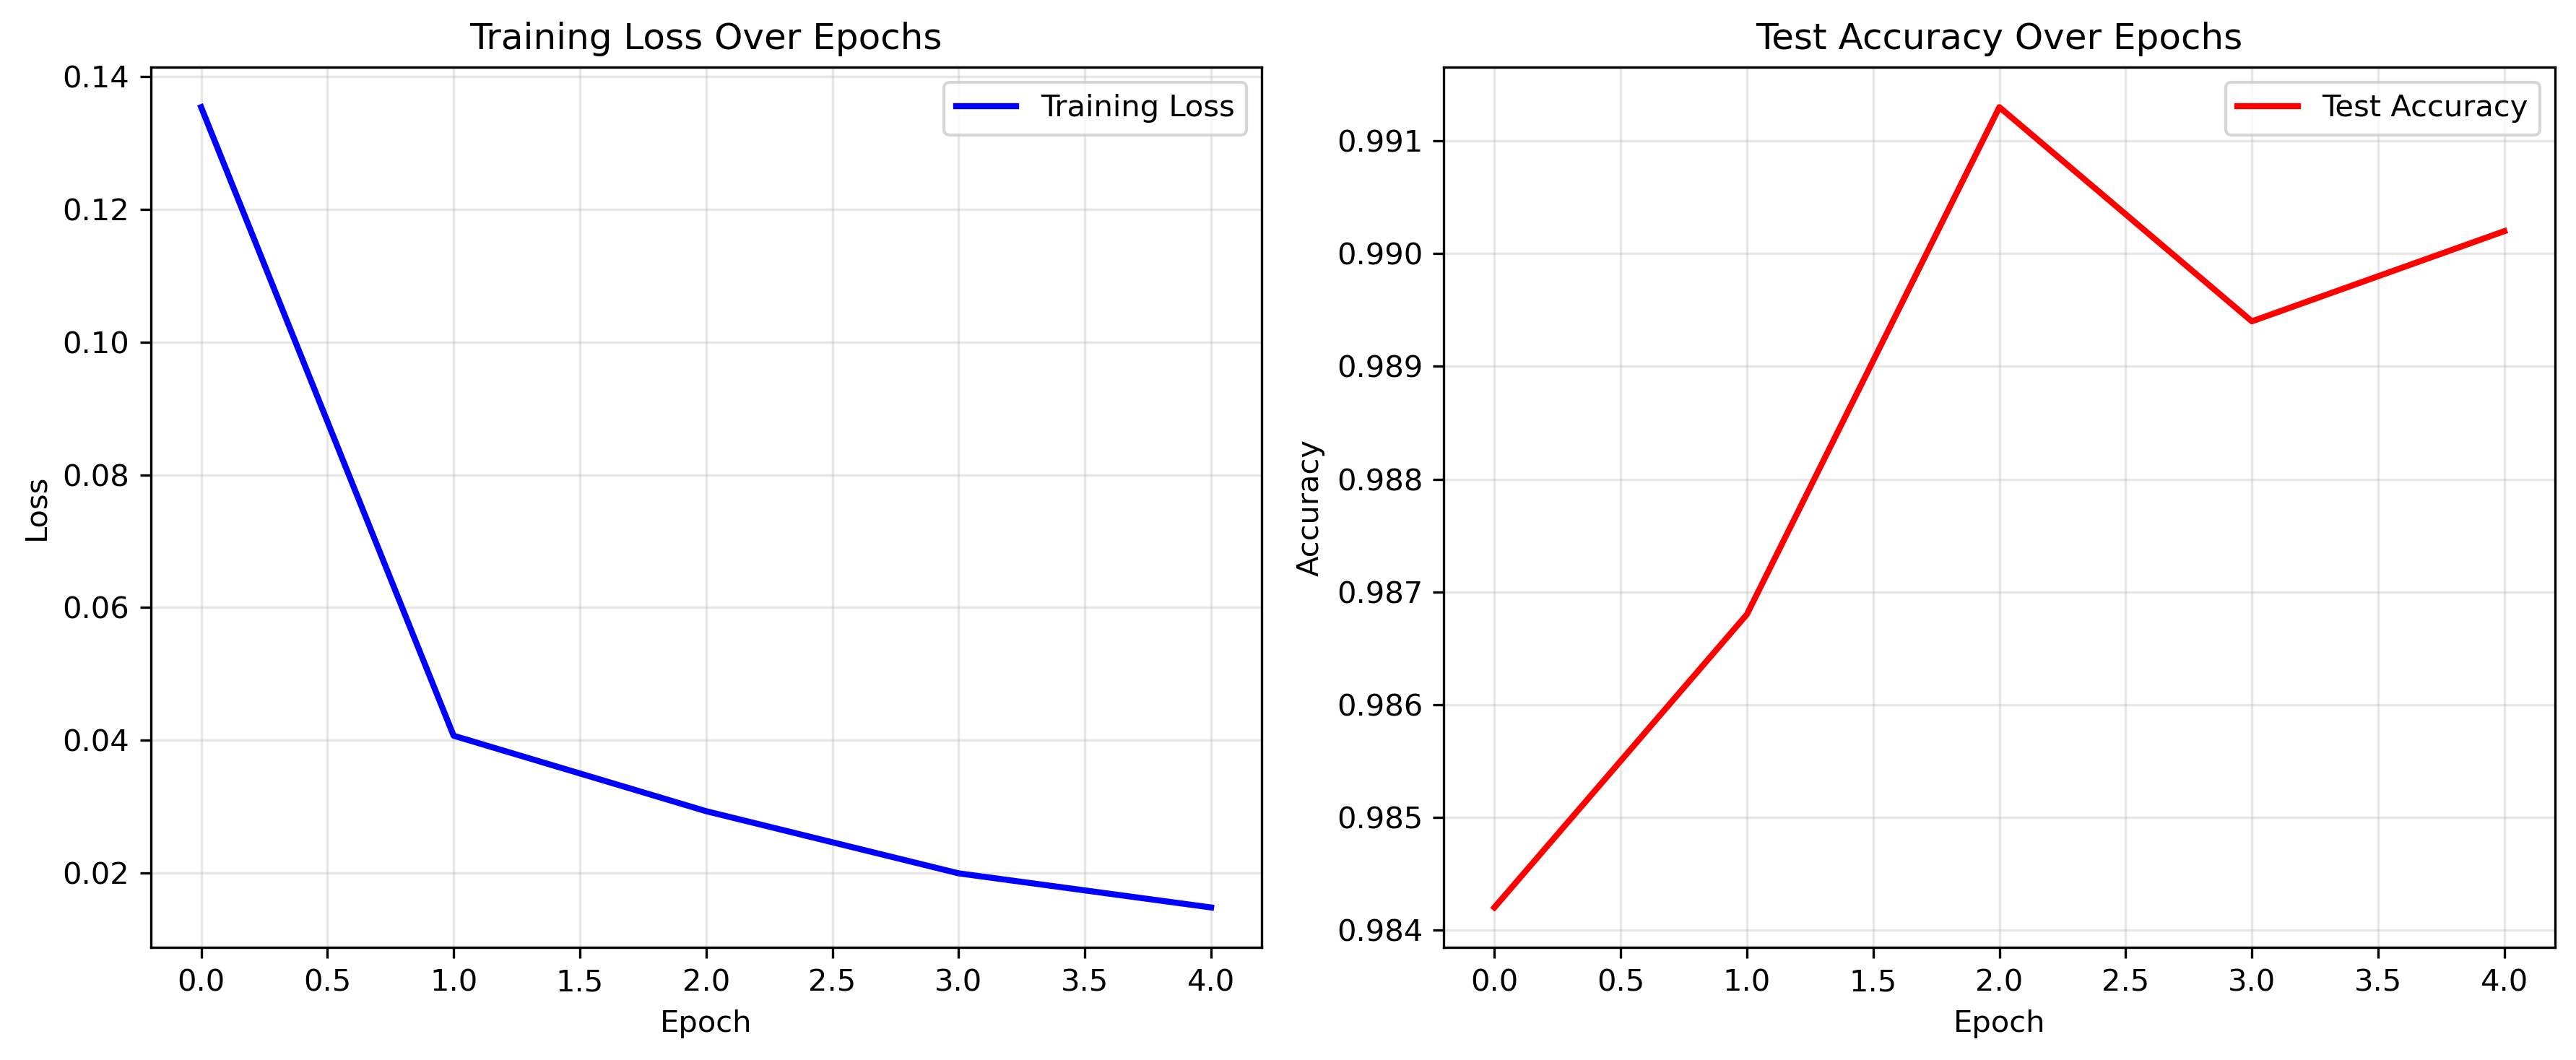 Training Loss Over Epochs
Training Loss
0.14
0.12
0.10
0.08
0.06
0.04
0.02
Loss
0.0 0.5 1.0 1.5 2.0 2.5 3.0 3.5 4.0
Epoch
Test Accuracy Over Epochs
Test Accuracy
0.991
0.990
0.989
0.988
0.987
0.986
0.985
0.984
Accuracy
0.0 0.5 1.0 1.5 2.0 2.5 3.0 3.5 4.0
Epoch